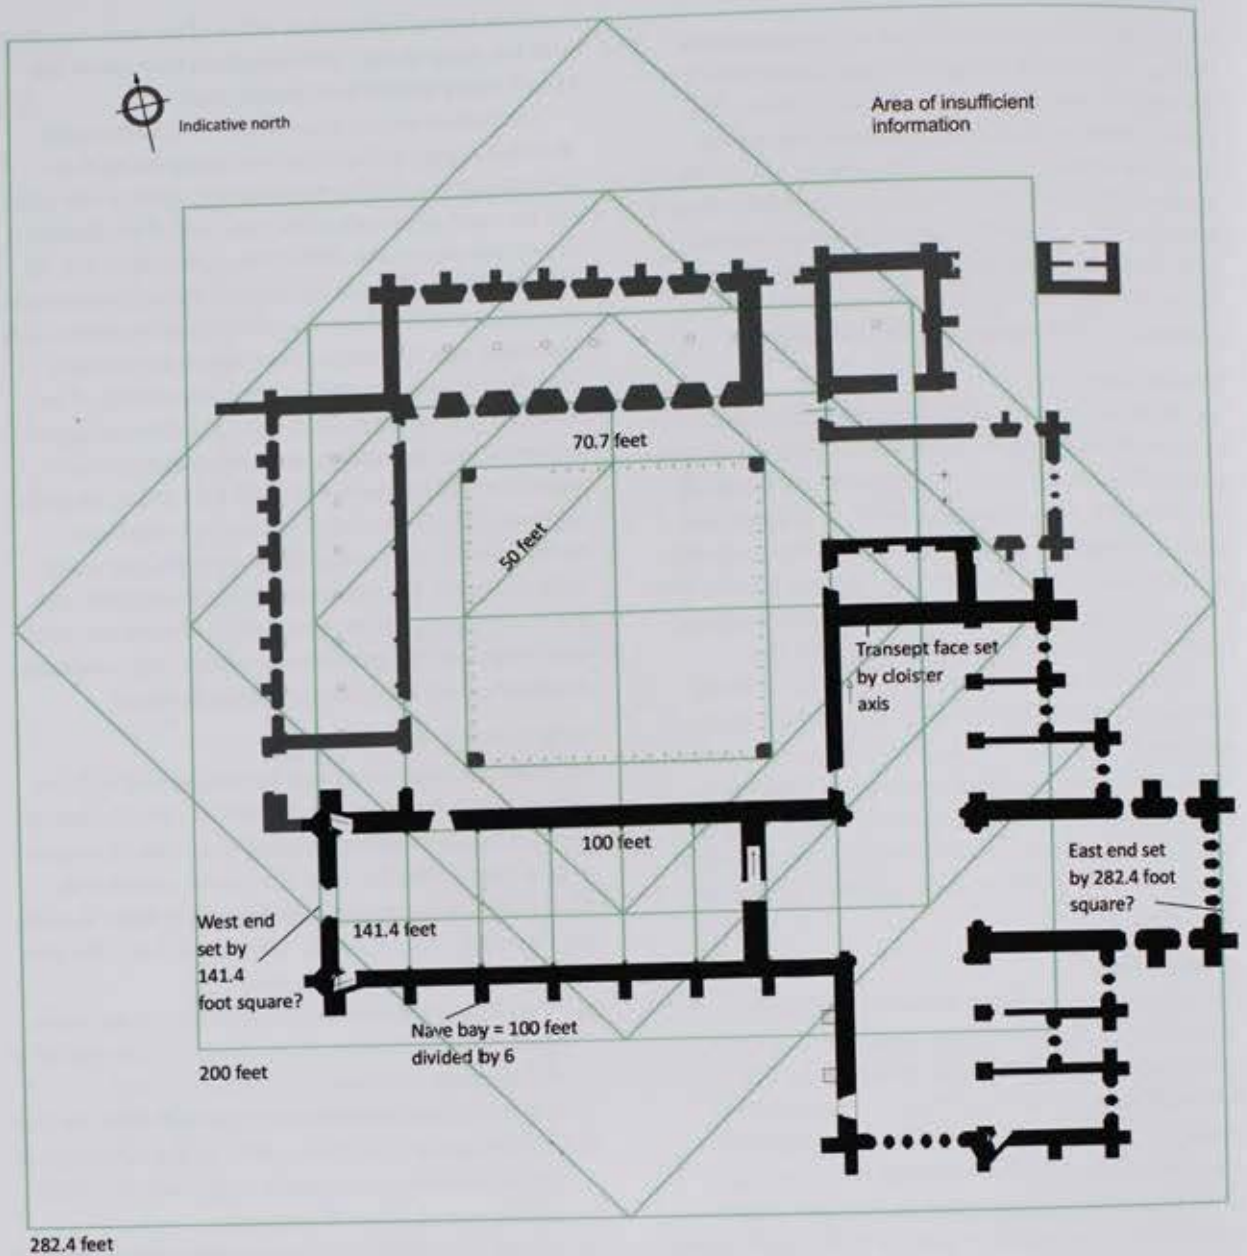 Indicative north
Area of insufficient
information
70.7 feet
50 feet
Transept face set
by cloister
axis
100 feet
East end set
by 282.4 foot
square?
West end
set by
141.4
foot square?
141.4 feet
Nave bay = 100 feet
divided by 6
200 feet
282.4 feet